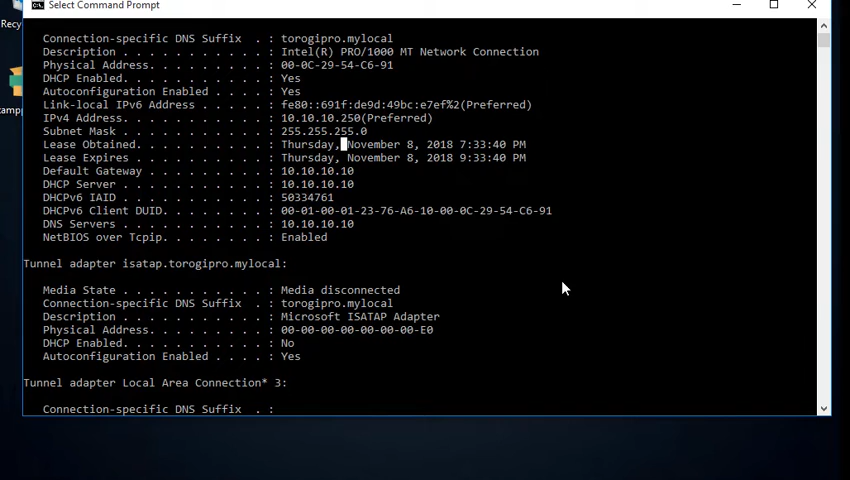 Select Command Prompt
Recy
Connection-specific DNS Suffix . : torogipro.mylocal
Description . . . . . . . . . . . : Intel(R) PRO/1000 MT Network Connection
Physical Address. . . . . . . . . : 00-0C-29-54-C6-91
DHCP Enabled. . . . . . . . . . . : Yes
Autoconfiguration Enabled . . . . : Yes
Link-local IPv6 Address . . . . . : fe80::691f:de9d:49bc:e7ef%2(Preferred)
IPv4 Address. . . . . . . . . . . : 10.10.10.250(Preferred)
Subnet Mask . . . . . . . . . . . : 255.255.255.0
Lease Obtained. . . . . . . . . . : Thursday, November 8, 2018 7:33:40 PM
Lease Expires . . . . . . . . . . : Thursday, November 8, 2018 9:33:40 PM
Default Gateway . . . . . . . . . : 10.10.10.10
DHCP Server . . . . . . . . . . . : 10.10.10.10
DHCPv6 IAID . . . . . . . . . . . : 50334761
DHCPv6 Client DUID. . . . . . . . : 00-01-00-01-23-76-A6-10-00-0C-29-54-C6-91
DNS Servers . . . . . . . . . . . : 10.10.10.10
NetBIOS over Tcpip. . . . . . . . : Enabled
Tunnel adapter isatap.torogipro.mylocal:
Media State . . . . . . . . . . . : Media disconnected
Connection-specific DNS Suffix  . : torogipro.mylocal
Description . . . . . . . . . . . : Microsoft ISATAP Adapter
Physical Address. . . . . . . . . : 00-00-00-00-00-00-00-E0
DHCP Enabled. . . . . . . . . . . : No
Autoconfiguration Enabled . . . . : Yes
Tunnel adapter Local Area Connection* 3:
Connection-specific DNS Suffix  . :